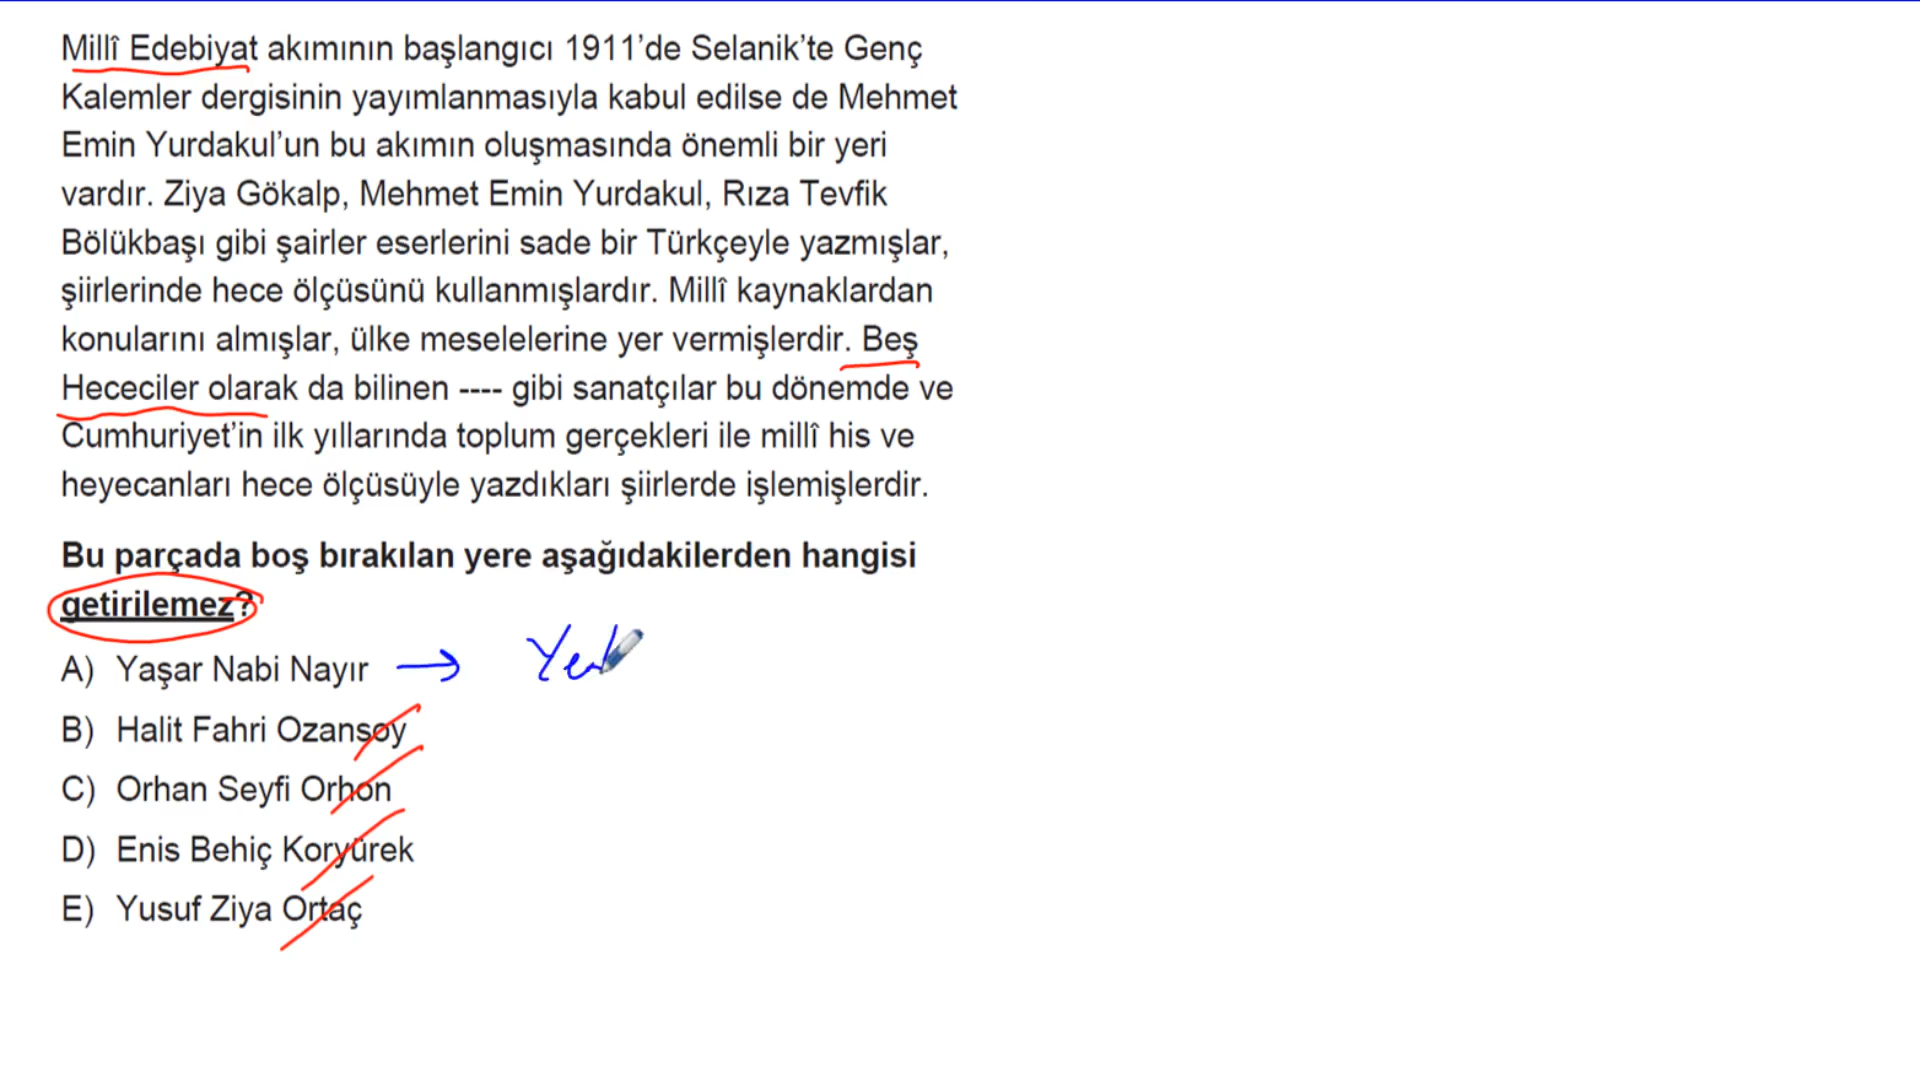 Millî Edebiyat akımının başlangıcı 1911’de Selanik’te Genç
Kalemler dergisinin yayımlanmasıyla kabul edilse de Mehmet
Emin Yurdakul’un bu akımın oluşmasında önemli bir yeri
vardır. Ziya Gökalp, Mehmet Emin Yurdakul, Rıza Tevfik
Bölükbaşı gibi şairler eserlerini sade bir Türkçeyle yazmışlar,
şiirlerinde hece ölçüsünü kullanmışlardır. Millî kaynaklardan
konularını almışlar, ülke meselelerine yer vermişlerdir. Beş
Hececiler olarak da bilinen ---- gibi sanatçılar bu dönemde ve
Cumhuriyet’in ilk yıllarında toplum gerçekleri ile millî his ve
heyecanları hece ölçüsüyle yazdıkları şiirlerde işlemişlerdir.
Bu parçada boş bırakılan yere aşağıdakilerden hangisi
getirilemez?
A) Yaşar Nabi Nayır
B) Halit Fahri Ozansoy
C) Orhan Seyfi Orhon
D) Enis Behiç Koryürek
E) Yusuf Ziya Ortaç